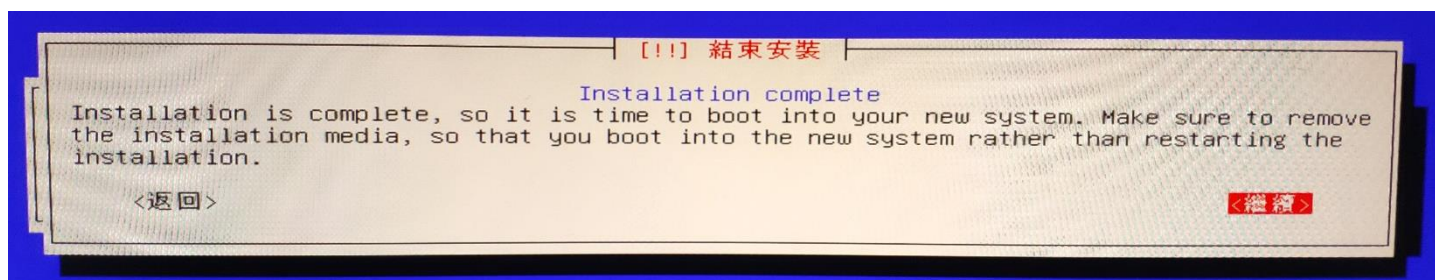 [!!] 結束安裝
Installation complete
Installation is complete, so it is time to boot into your new system. Make sure to remove
the installation media, so that you boot into the new system rather than restarting the
installation.
<返回> <繼續>